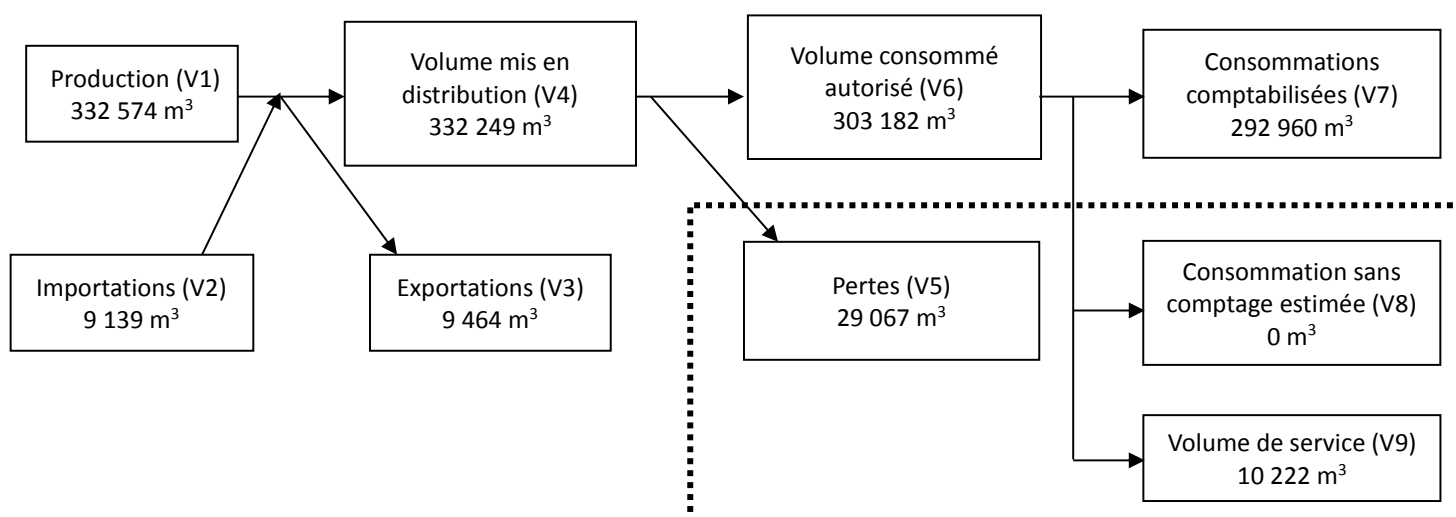 Production (V1)
332 574 m³
Volume mis en
distribution (V4)
332 249 m³
Volume consommé
autorisé (V6)
303 182 m³
Consommations
comptabilisées (V7)
292 960 m³
Importations (V2)
9 139 m³
Exportations (V3)
9 464 m³
Pertes (V5)
29 067 m³
Consommation sans
comptage estimée (V8)
0 m³
Volume de service (V9)
10 222 m³